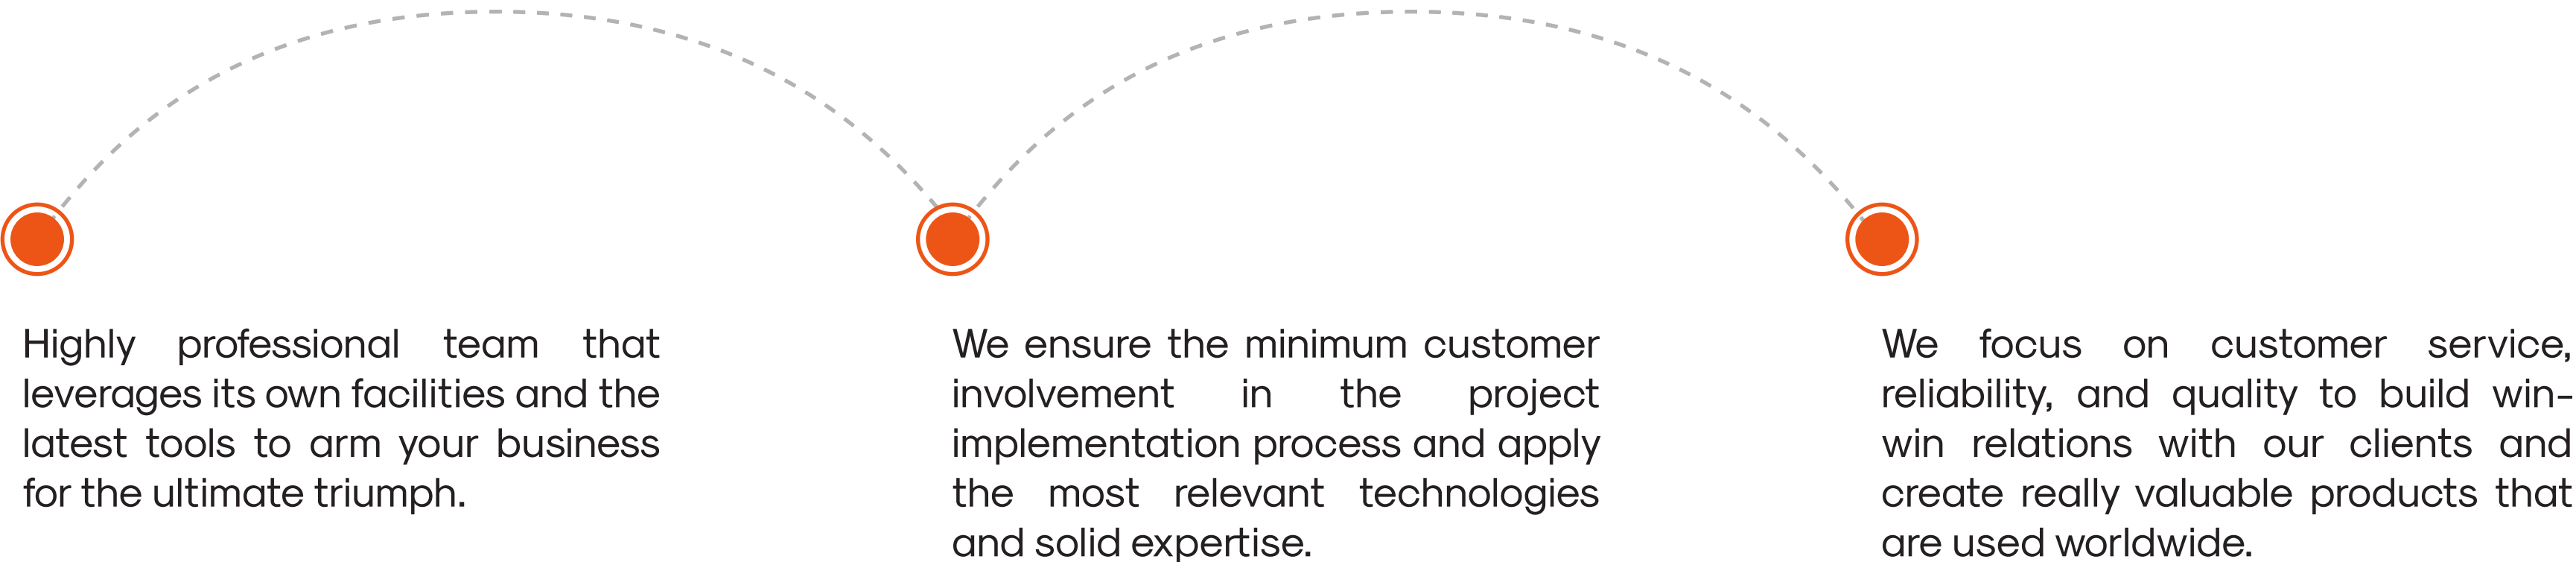 Highly professional team that
leverages its own facilities and the
latest tools to arm your business
for the ultimate triumph.
We ensure the minimum customer
involvement in the project
implementation process and apply
the most relevant technologies
and solid expertise.
We focus on customer service,
reliability, and quality to build win-
win relations with our clients and
create really valuable products that
are used worldwide.